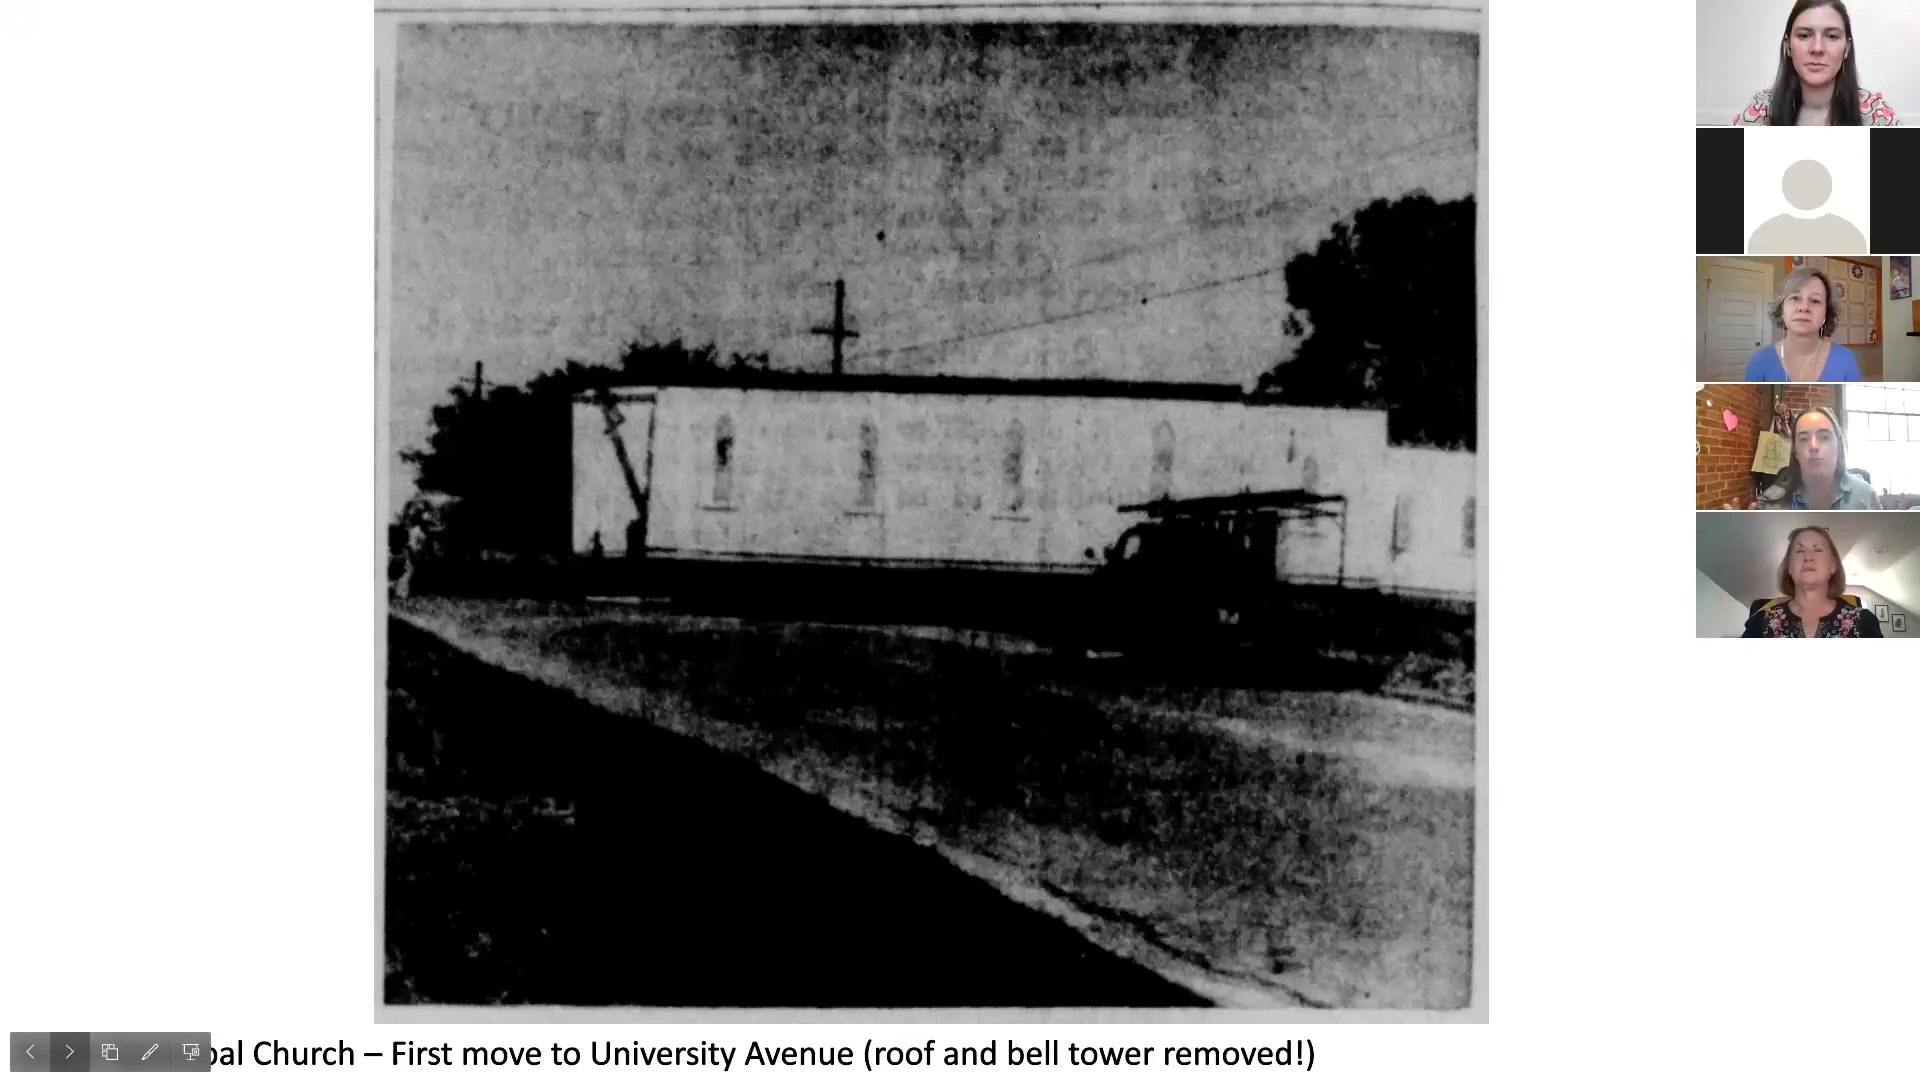 pal Church – First move to University Avenue (roof and bell tower removed!)